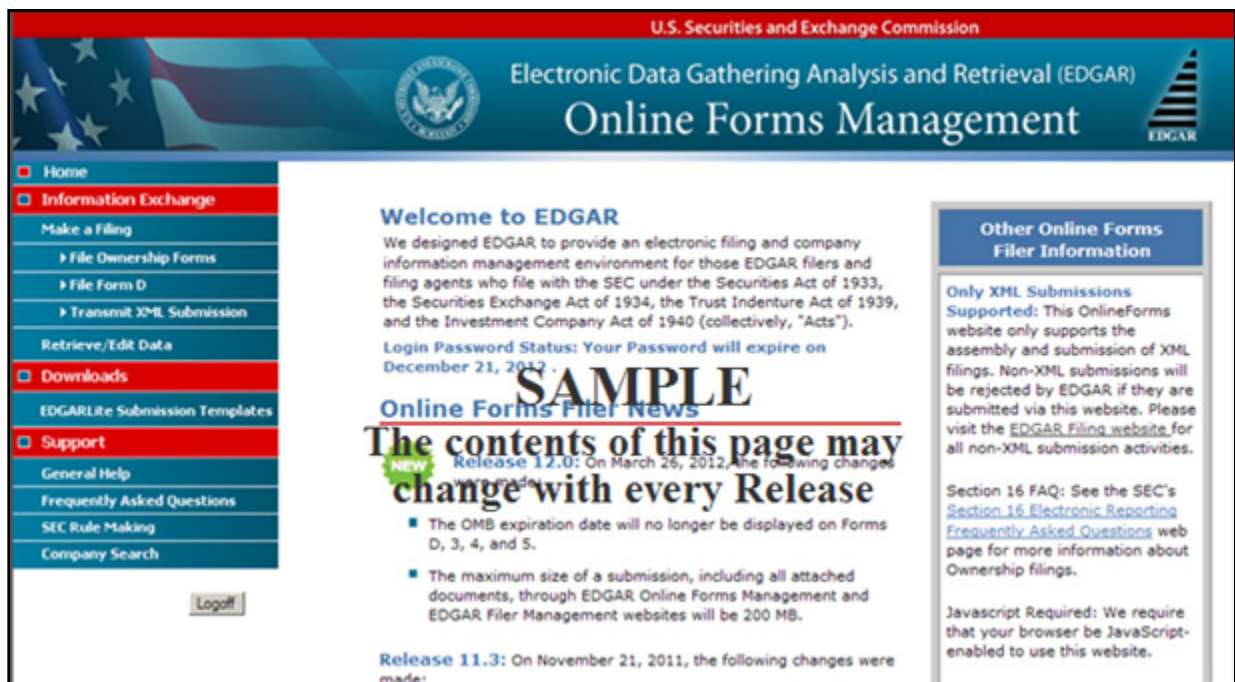 U.S. Securities and Exchange Commission
Electronic Data Gathering Analysis and Retrieval (EDGAR)
Online Forms Management
EDGAR
Home
Information Exchange
Make a Filing
File Ownership Forms
File Form D
Transmit XML Submission
Retrieve/Edit Data
Downloads
EDGARLite Submission Templates
Support
General Help
Frequently Asked Questions
SEC Rule Making
Company Search
Logoff
Welcome to EDGAR
We designed EDGAR to provide an electronic filing and company
information management environment for those EDGAR filers and
filing agents who file with the SEC under the Securities Act of 1933,
the Securities Exchange Act of 1934, the Trust Indenture Act of 1939,
and the Investment Company Act of 1940 (collectively, "Acts").
Login Password Status: Your Password will expire on
December 21, 2012 .
SAMPLE
Online Forms Filer News
The contents of this page may
change with every Release
NEW
Release 12.0: On March 26, 2012, the following changes
were made:
The OMB expiration date will no longer be displayed on Forms
D, 3, 4, and 5.
The maximum size of a submission, including all attached
documents, through EDGAR Online Forms Management and
EDGAR Filer Management websites will be 200 MB.
Release 11.3: On November 21, 2011, the following changes were
made:
Other Online Forms
Filer Information
Only XML Submissions
Supported: This OnlineForms
website only supports the
assembly and submission of XML
filings. Non-XML submissions will
be rejected by EDGAR if they are
submitted via this website. Please
visit the EDGAR Filing website for
all non-XML submission activities.
Section 16 FAQ: See the SEC's
Section 16 Electronic Reporting
Frequently Asked Questions web
page for more information about
Ownership filings.
Javascript Required: We require
that your browser be JavaScript-
enabled to use this website.